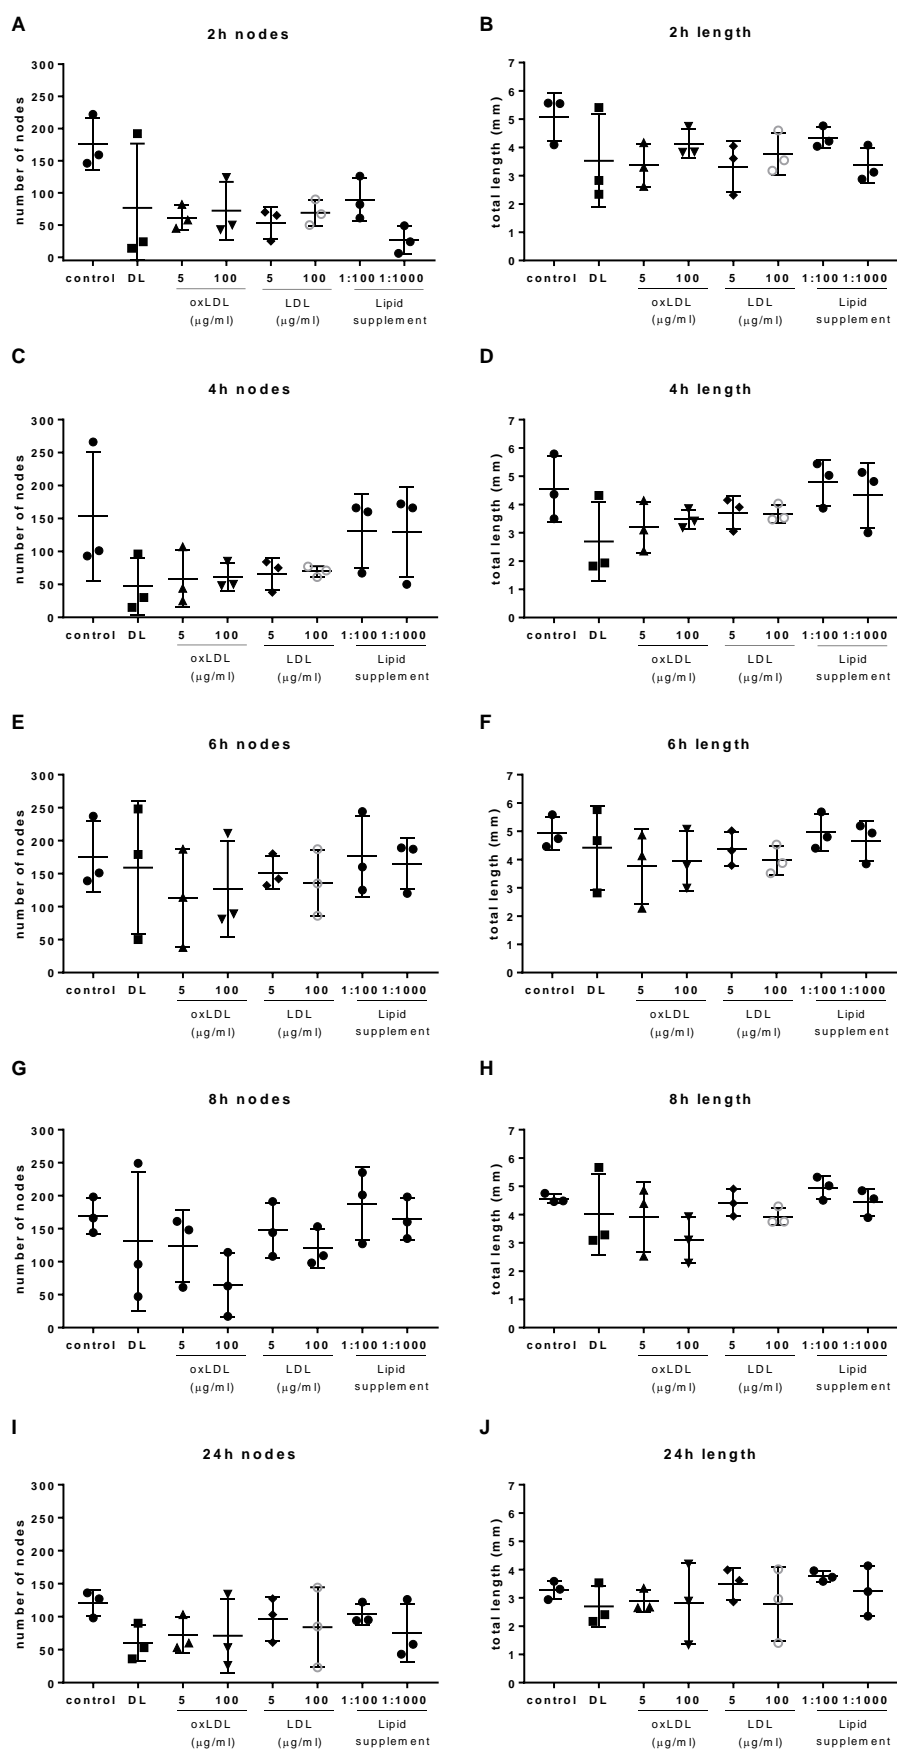 A
2h nodes
number of nodes
300
250
200
150
100
50
0
control DL 5 100 5 100 1:100 1:1000
oxLDL LDL Lipid
(µg/ml) (µg/ml) supplement
B
2h length
total length (mm)
7
6
5
4
3
2
1
0
control DL 5 100 5 100 1:100 1:1000
oxLDL LDL Lipid
(µg/ml) (µg/ml) supplement
C
4h nodes
number of nodes
300
250
200
150
100
50
0
control DL 5 100 5 100 1:100 1:1000
oxLDL LDL Lipid
(µg/ml) (µg/ml) supplement
D
4h length
total length (mm)
7
6
5
4
3
2
1
0
control DL 5 100 5 100 1:100 1:1000
oxLDL LDL Lipid
(µg/ml) (µg/ml) supplement
E
6h nodes
number of nodes
300
250
200
150
100
50
0
control DL 5 100 5 100 1:100 1:1000
oxLDL LDL Lipid
(µg/ml) (µg/ml) supplement
F
6h length
total length (mm)
7
6
5
4
3
2
1
0
control DL 5 100 5 100 1:100 1:1000
oxLDL LDL Lipid
(µg/ml) (µg/ml) supplement
G
8h nodes
number of nodes
300
250
200
150
100
50
0
control DL 5 100 5 100 1:100 1:1000
oxLDL LDL Lipid
(µg/ml) (µg/ml) supplement
H
8h length
total length (mm)
7
6
5
4
3
2
1
0
control DL 5 100 5 100 1:100 1:1000
oxLDL LDL Lipid
(µg/ml) (µg/ml) supplement
I
24h nodes
number of nodes
300
250
200
150
100
50
0
control DL 5 100 5 100 1:100 1:1000
oxLDL LDL Lipid
(µg/ml) (µg/ml) supplement
J
24h length
total length (mm)
7
6
5
4
3
2
1
0
control DL 5 100 5 100 1:100 1:1000
oxLDL LDL Lipid
(µg/ml) (µg/ml) supplement